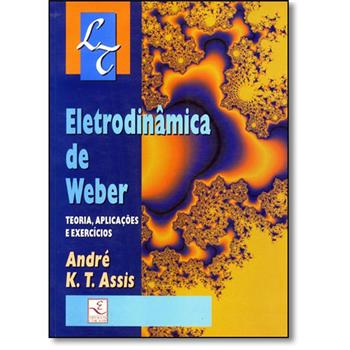 LT
Eletrodinâmica
de
Weber
TEORIA, APLICAÇÕES
E EXERCÍCIOS
André
K. T. Assis